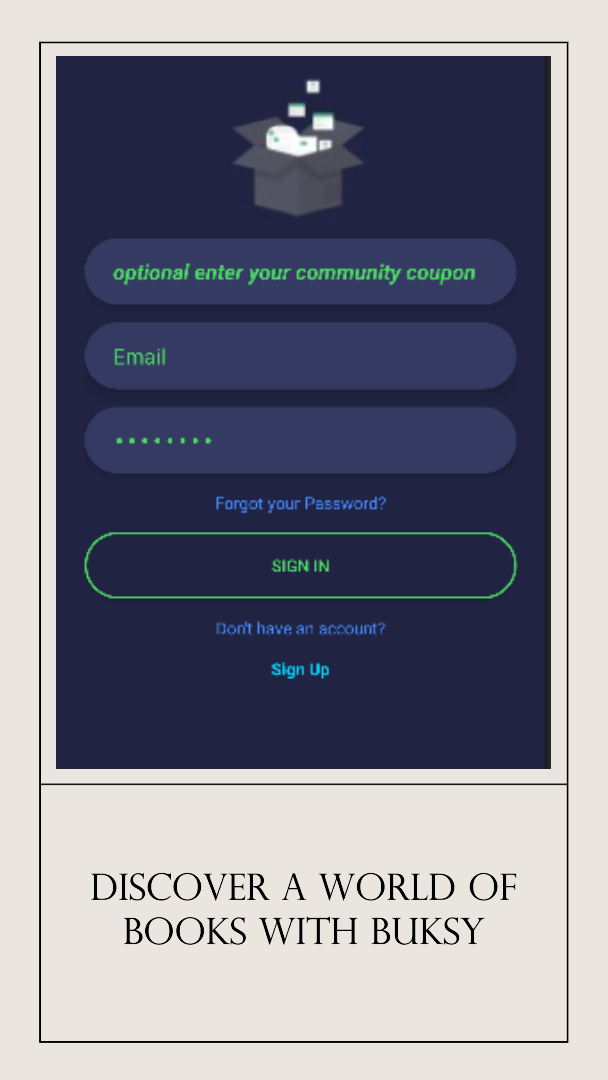 optional enter your community coupon
Email
••••••••
Forgot your Password?
SIGN IN
Don't have an account?
Sign Up
DISCOVER A WORLD OF
BOOKS WITH BUKSY